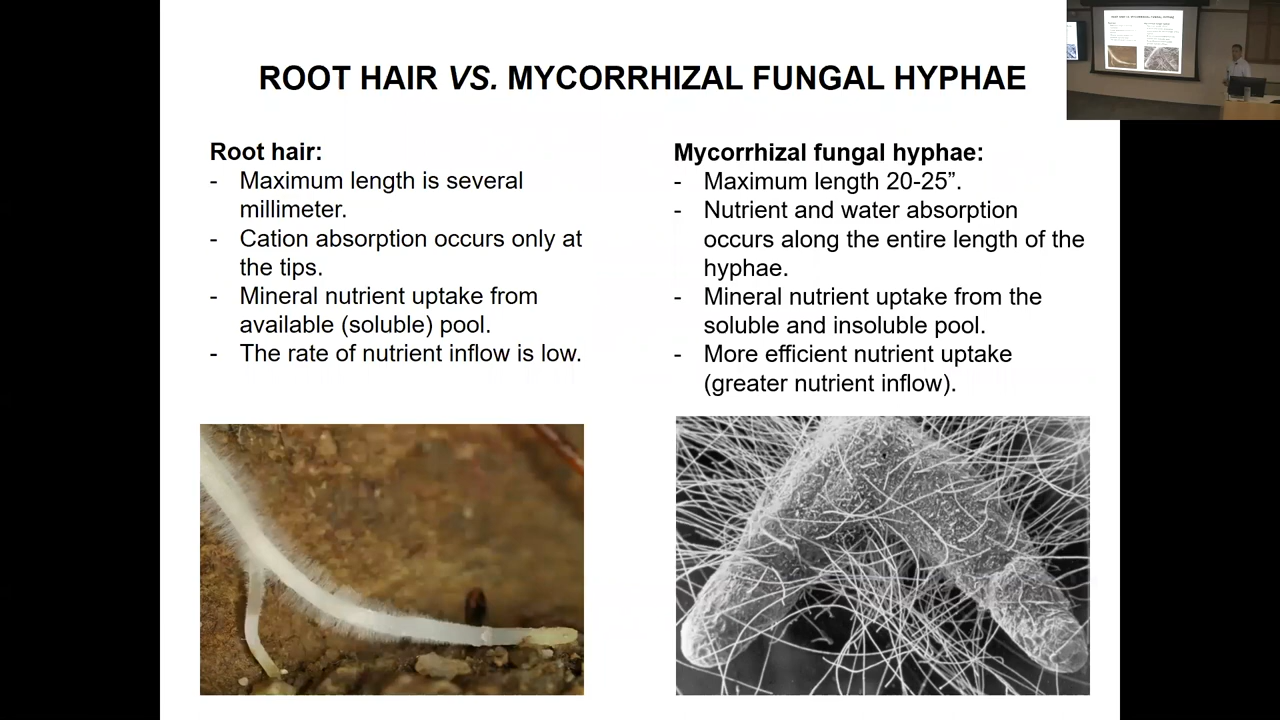 ROOT HAIR VS. MYCORRHIZAL FUNGAL HYPHAE
Root hair:
- Maximum length is several
millimeter.
- Cation absorption occurs only at
the tips.
- Mineral nutrient uptake from
available (soluble) pool.
- The rate of nutrient inflow is low.
Mycorrhizal fungal hyphae:
- Maximum length 20-25”.
- Nutrient and water absorption
occurs along the entire length of the
hyphae.
- Mineral nutrient uptake from the
soluble and insoluble pool.
- More efficient nutrient uptake
(greater nutrient inflow).